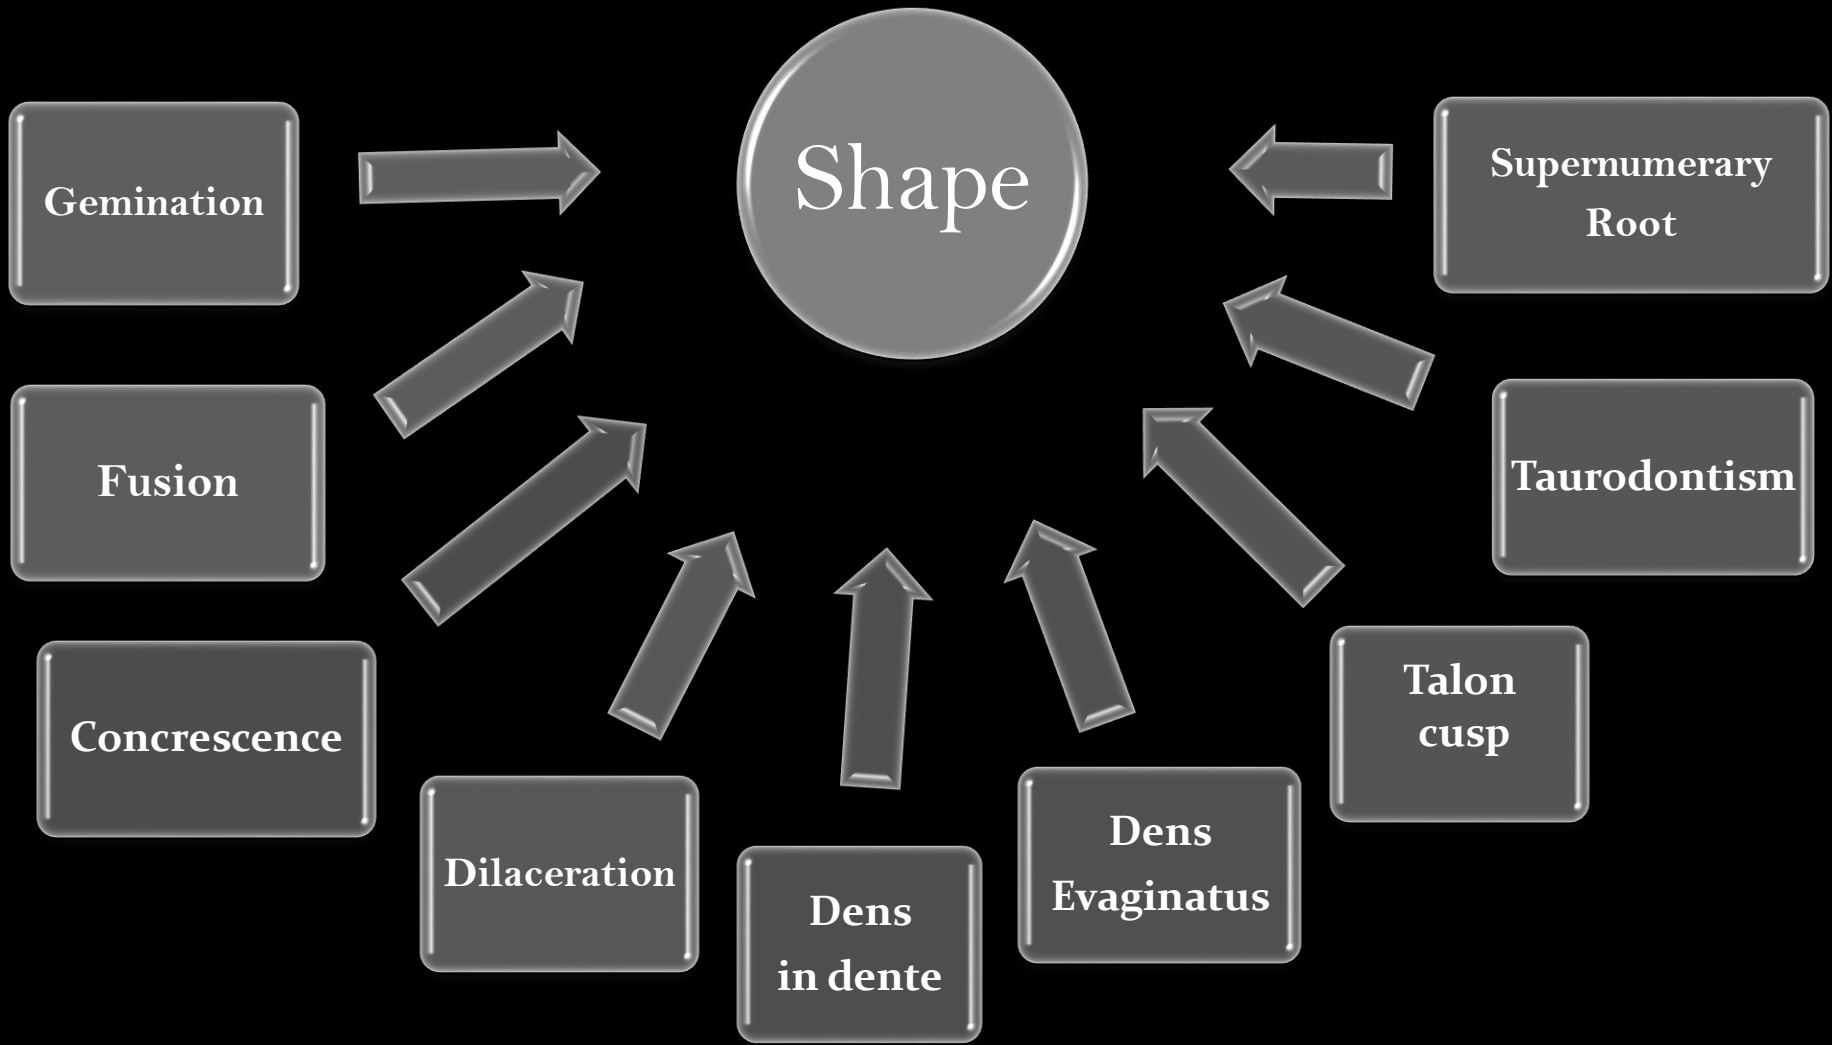 Shape
Gemination
Fusion
Concrescence
Dilaceration
Dens
in dente
Dens
Evaginatus
Talon
cusp
Taurodontism
Supernumerary
Root